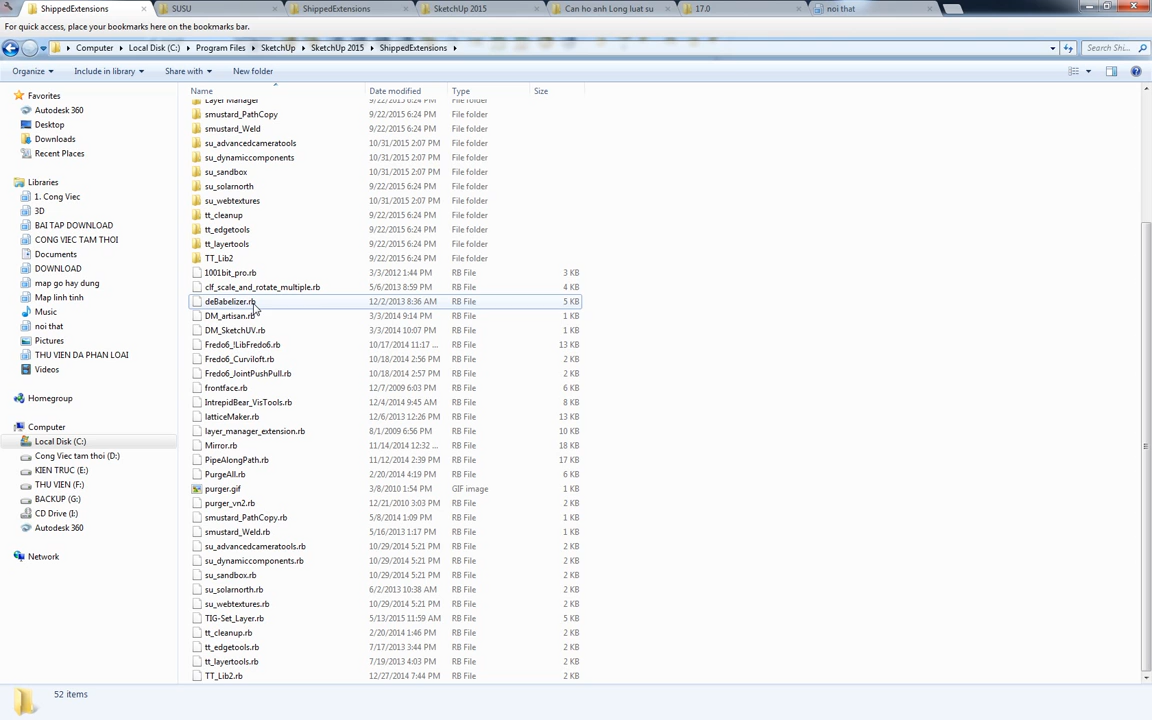 ShippedExtensions SUSU ShippedExtensions SketchUp 2015 Can ho anh Long luat su 17.0 noi that
For quick access, place your bookmarks here on the bookmarks bar.
Computer Local Disk (C:) Program Files SketchUp SketchUp 2015 ShippedExtensions Search Shi...
Organize Include in library Share with New folder
Name Date modified Type Size
Favorites
Autodesk 360
Desktop
Downloads
Recent Places
Libraries
1. Cong Viec
3D
BAI TAP DOWNLOAD
CONG VIEC TAM THOI
Documents
DOWNLOAD
map go hay dung
Map linh tinh
Music
noi that
Pictures
THU VIEN DA PHAN LOAI
Videos
Homegroup
Computer
Local Disk (C:)
Cong Viec tam thoi (D:)
KIEN TRUC (E:)
THU VIEN (F:)
BACKUP (G:)
CD Drive (I:)
Autodesk 360
Network
Layer Manager 9/22/2015 6:24 PM File folder
smustard_PathCopy 9/22/2015 6:24 PM File folder
smustard_Weld 9/22/2015 6:24 PM File folder
su_advancedcameratools 10/31/2015 2:07 PM File folder
su_dynamiccomponents 10/31/2015 2:07 PM File folder
su_sandbox 10/31/2015 2:07 PM File folder
su_solarnorth 9/22/2015 6:24 PM File folder
su_webtextures 10/31/2015 2:07 PM File folder
tt_cleanup 9/22/2015 6:24 PM File folder
tt_edgetools 9/22/2015 6:24 PM File folder
tt_layertools 9/22/2015 6:24 PM File folder
TT_Lib2 9/22/2015 6:24 PM File folder
1001bit_pro.rb 3/3/2012 1:44 PM RB File 3 KB
clf_scale_and_rotate_multiple.rb 5/6/2013 8:59 PM RB File 4 KB
deBabelizer.rb 12/2/2013 8:36 AM RB File 5 KB
DM_artisan.rb 3/3/2014 9:14 PM RB File 1 KB
DM_SketchUV.rb 3/3/2014 10:07 PM RB File 1 KB
Fredo6_!LibFredo6.rb 10/17/2014 11:17 ... RB File 13 KB
Fredo6_Curviloft.rb 10/18/2014 2:56 PM RB File 2 KB
Fredo6_JointPushPull.rb 10/18/2014 2:57 PM RB File 2 KB
frontface.rb 12/7/2009 6:03 PM RB File 6 KB
IntrepidBear_VisTools.rb 12/4/2014 9:45 AM RB File 8 KB
latticeMaker.rb 12/6/2013 12:26 PM RB File 13 KB
layer_manager_extension.rb 8/1/2009 6:56 PM RB File 10 KB
Mirror.rb 11/14/2014 12:32 ... RB File 18 KB
PipeAlongPath.rb 11/12/2014 2:39 PM RB File 17 KB
PurgeAll.rb 2/20/2014 4:19 PM RB File 6 KB
purger.gif 3/8/2010 1:54 PM GIF image 1 KB
purger_vn2.rb 12/21/2010 3:03 PM RB File 2 KB
smustard_PathCopy.rb 5/8/2014 1:09 PM RB File 1 KB
smustard_Weld.rb 5/16/2013 1:17 PM RB File 1 KB
su_advancedcameratools.rb 10/29/2014 5:21 PM RB File 2 KB
su_dynamiccomponents.rb 10/29/2014 5:21 PM RB File 2 KB
su_sandbox.rb 10/29/2014 5:21 PM RB File 2 KB
su_solarnorth.rb 6/2/2013 10:38 AM RB File 2 KB
su_webtextures.rb 10/29/2014 5:21 PM RB File 2 KB
TIG-Set_Layer.rb 5/13/2015 11:59 AM RB File 5 KB
tt_cleanup.rb 2/20/2014 1:46 PM RB File 2 KB
tt_edgetools.rb 7/17/2013 3:44 PM RB File 2 KB
tt_layertools.rb 7/19/2013 4:03 PM RB File 2 KB
TT_Lib2.rb 12/27/2014 7:44 PM RB File 2 KB
52 items